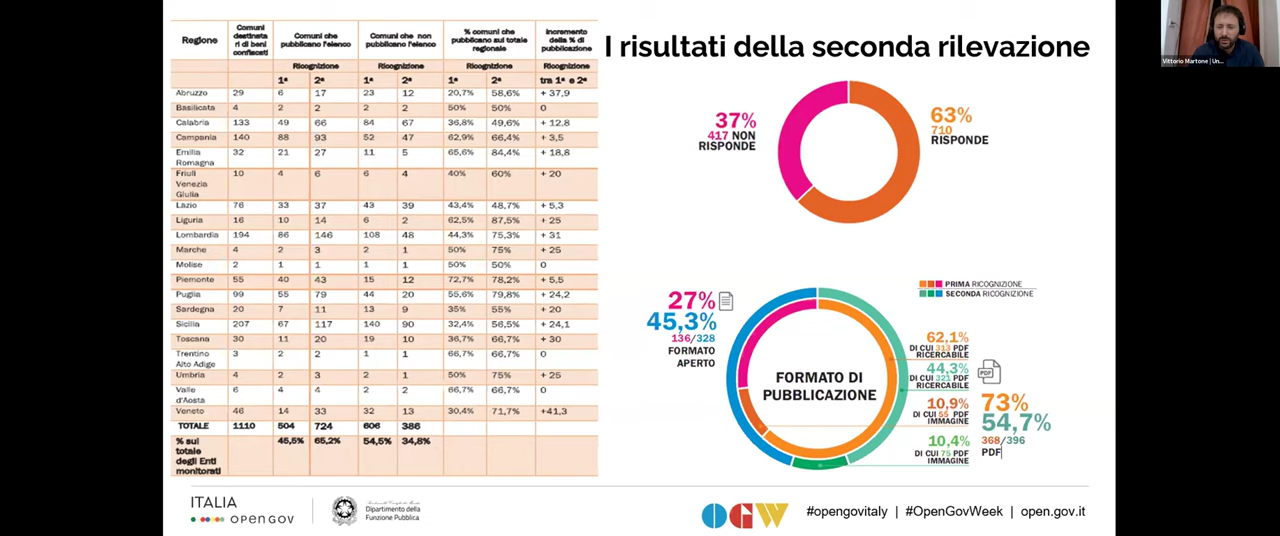 I risultati della seconda rilevazione
Regione
Comuni destinatari di beni confiscati
Comuni che pubblicano l'elenco
Comuni che non pubblicano l'elenco
% comuni che pubblicano sul totale regionale
Incremento della % di pubblicazione
Ricognizione Ricognizione Ricognizione Ricognizione
1ª 2ª 1ª 2ª 1ª 2ª tra 1ª e 2ª
Abruzzo 29 6 17 23 12 20,7% 58,6% + 37,9
Basilicata 4 2 2 2 2 50% 50% 0
Calabria 133 49 66 84 67 36,8% 49,6% + 12,8
Campania 140 88 93 52 47 62,9% 66,4% + 3,5
Emilia Romagna 32 21 27 11 5 65,6% 84,4% + 18,8
Friuli Venezia Giulia 10 4 6 6 4 40% 60% + 20
Lazio 76 33 37 43 39 43,4% 48,7% + 5,3
Liguria 16 10 14 6 2 62,5% 87,5% + 25
Lombardia 194 86 146 108 48 44,3% 75,3% + 31
Marche 4 2 3 2 1 50% 75% + 25
Molise 2 1 1 1 1 50% 50% 0
Piemonte 55 40 43 15 12 72,7% 78,2% + 5,5
Puglia 99 55 79 44 20 55,6% 79,8% + 24,2
Sardegna 20 7 11 13 9 35% 55% + 20
Sicilia 207 67 117 140 90 32,4% 56,5% + 24,1
Toscana 30 11 20 19 10 36,7% 66,7% + 30
Trentino Alto Adige 3 2 2 1 1 66,7% 66,7% 0
Umbria 4 2 3 2 1 50% 75% + 25
Valle d'Aosta 6 4 4 2 2 66,7% 66,7% 0
Veneto 46 14 33 32 13 30,4% 71,7% +41,3
TOTALE 1110 504 724 606 386
% sul totale degli Enti monitorati 45,5% 65,2% 54,5% 34,8%
37%
417 NON
RISPONDE
63%
710
RISPONDE
PRIMA RICOGNIZIONE
SECONDA RICOGNIZIONE
27%
45,3%
136/328
FORMATO
APERTO
FORMATO DI
PUBBLICAZIONE
62,1%
DI CUI 313 PDF
RICERCABILE
44,3%
DI CUI 321 PDF
RICERCABILE
10,9%
DI CUI 55 PDF
IMMAGINE
10,4%
DI CUI 75 PDF
IMMAGINE
PDF
73%
54,7%
368/396
PDF
ITALIA
OPENGOV
Dipartimento della
Funzione Pubblica
OGW
#opengovitaly | #OpenGovWeek | open.gov.it
Vittorio Martone | Un...